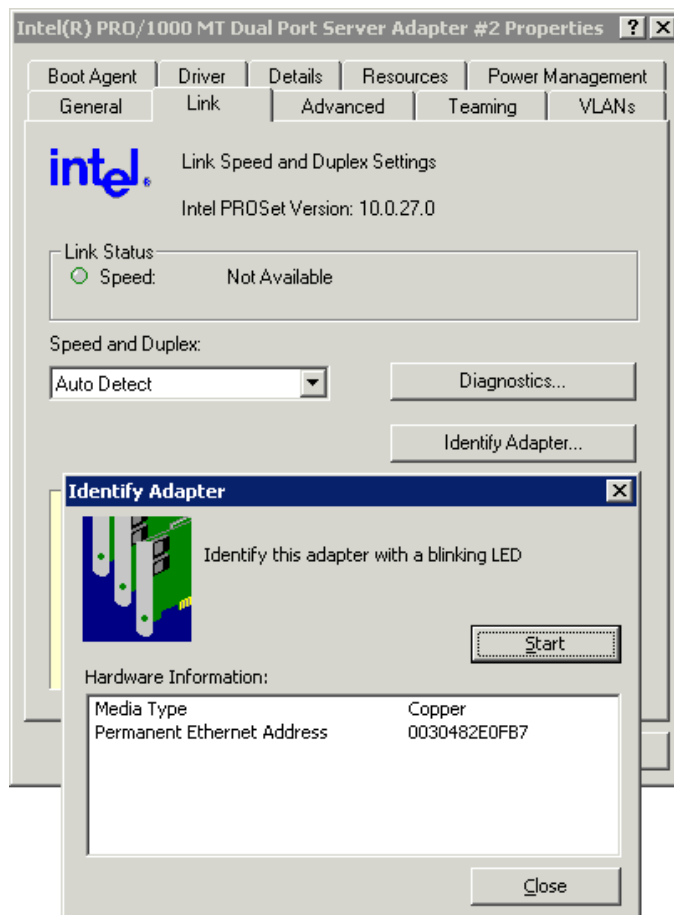 Intel(R) PRO/1000 MT Dual Port Server Adapter #2 Properties
Boot Agent Driver Details Resources Power Management
General Link Advanced Teaming VLANs
intel® Link Speed and Duplex Settings
Intel PROSet Version: 10.0.27.0
Link Status
Speed: Not Available
Speed and Duplex:
Auto Detect Diagnostics...
Identify Adapter...
Identify Adapter
Identify this adapter with a blinking LED
Start
Hardware Information:
Media Type Copper
Permanent Ethernet Address 0030482E0FB7
Close